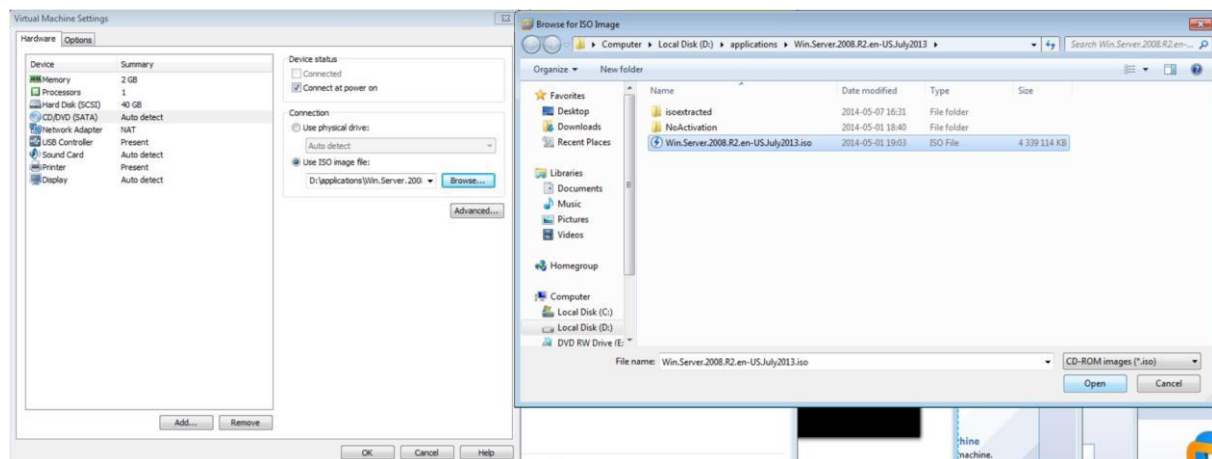 Virtual Machine Settings
Hardware Options
Device Summary
Memory 2 GB
Processors 1
Hard Disk (SCSI) 40 GB
CD/DVD (SATA) Auto detect
Network Adapter NAT
USB Controller Present
Sound Card Auto detect
Printer Present
Display Auto detect
Add... Remove
Device status
Connected
Connect at power on
Connection
Use physical drive:
Auto detect
Use ISO image file:
D:\applications\Win.Server.200
Browse...
Advanced...
OK Cancel Help
Browse for ISO Image
Computer Local Disk (D:) applications Win.Server.2008.R2.en-US.July2013
Search Win.Server.2008.R2.en-...
Organize New folder
Favorites
Desktop
Downloads
Recent Places
Libraries
Documents
Music
Pictures
Videos
Homegroup
Computer
Local Disk (C:)
Local Disk (D:)
DVD RW Drive (E:
Name Date modified Type Size
isoextracted 2014-05-07 16:31 File folder
NoActivation 2014-05-01 18:40 File folder
Win.Server.2008.R2.en-US.July2013.iso 2014-05-01 19:03 ISO File 4 339 114 KB
File name: Win.Server.2008.R2.en-US.July2013.iso
CD-ROM images (*.iso)
Open Cancel
hine
machine.